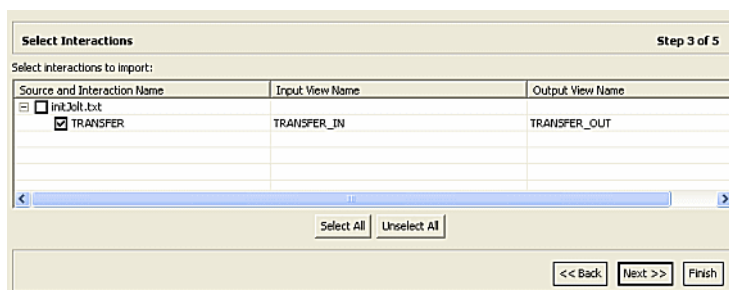 Select Interactions Step 3 of 5
Select interactions to import:
Source and Interaction Name Input View Name Output View Name
initJolt.txt
TRANSFER TRANSFER_IN TRANSFER_OUT
Select All Unselect All
<< Back Next >> Finish